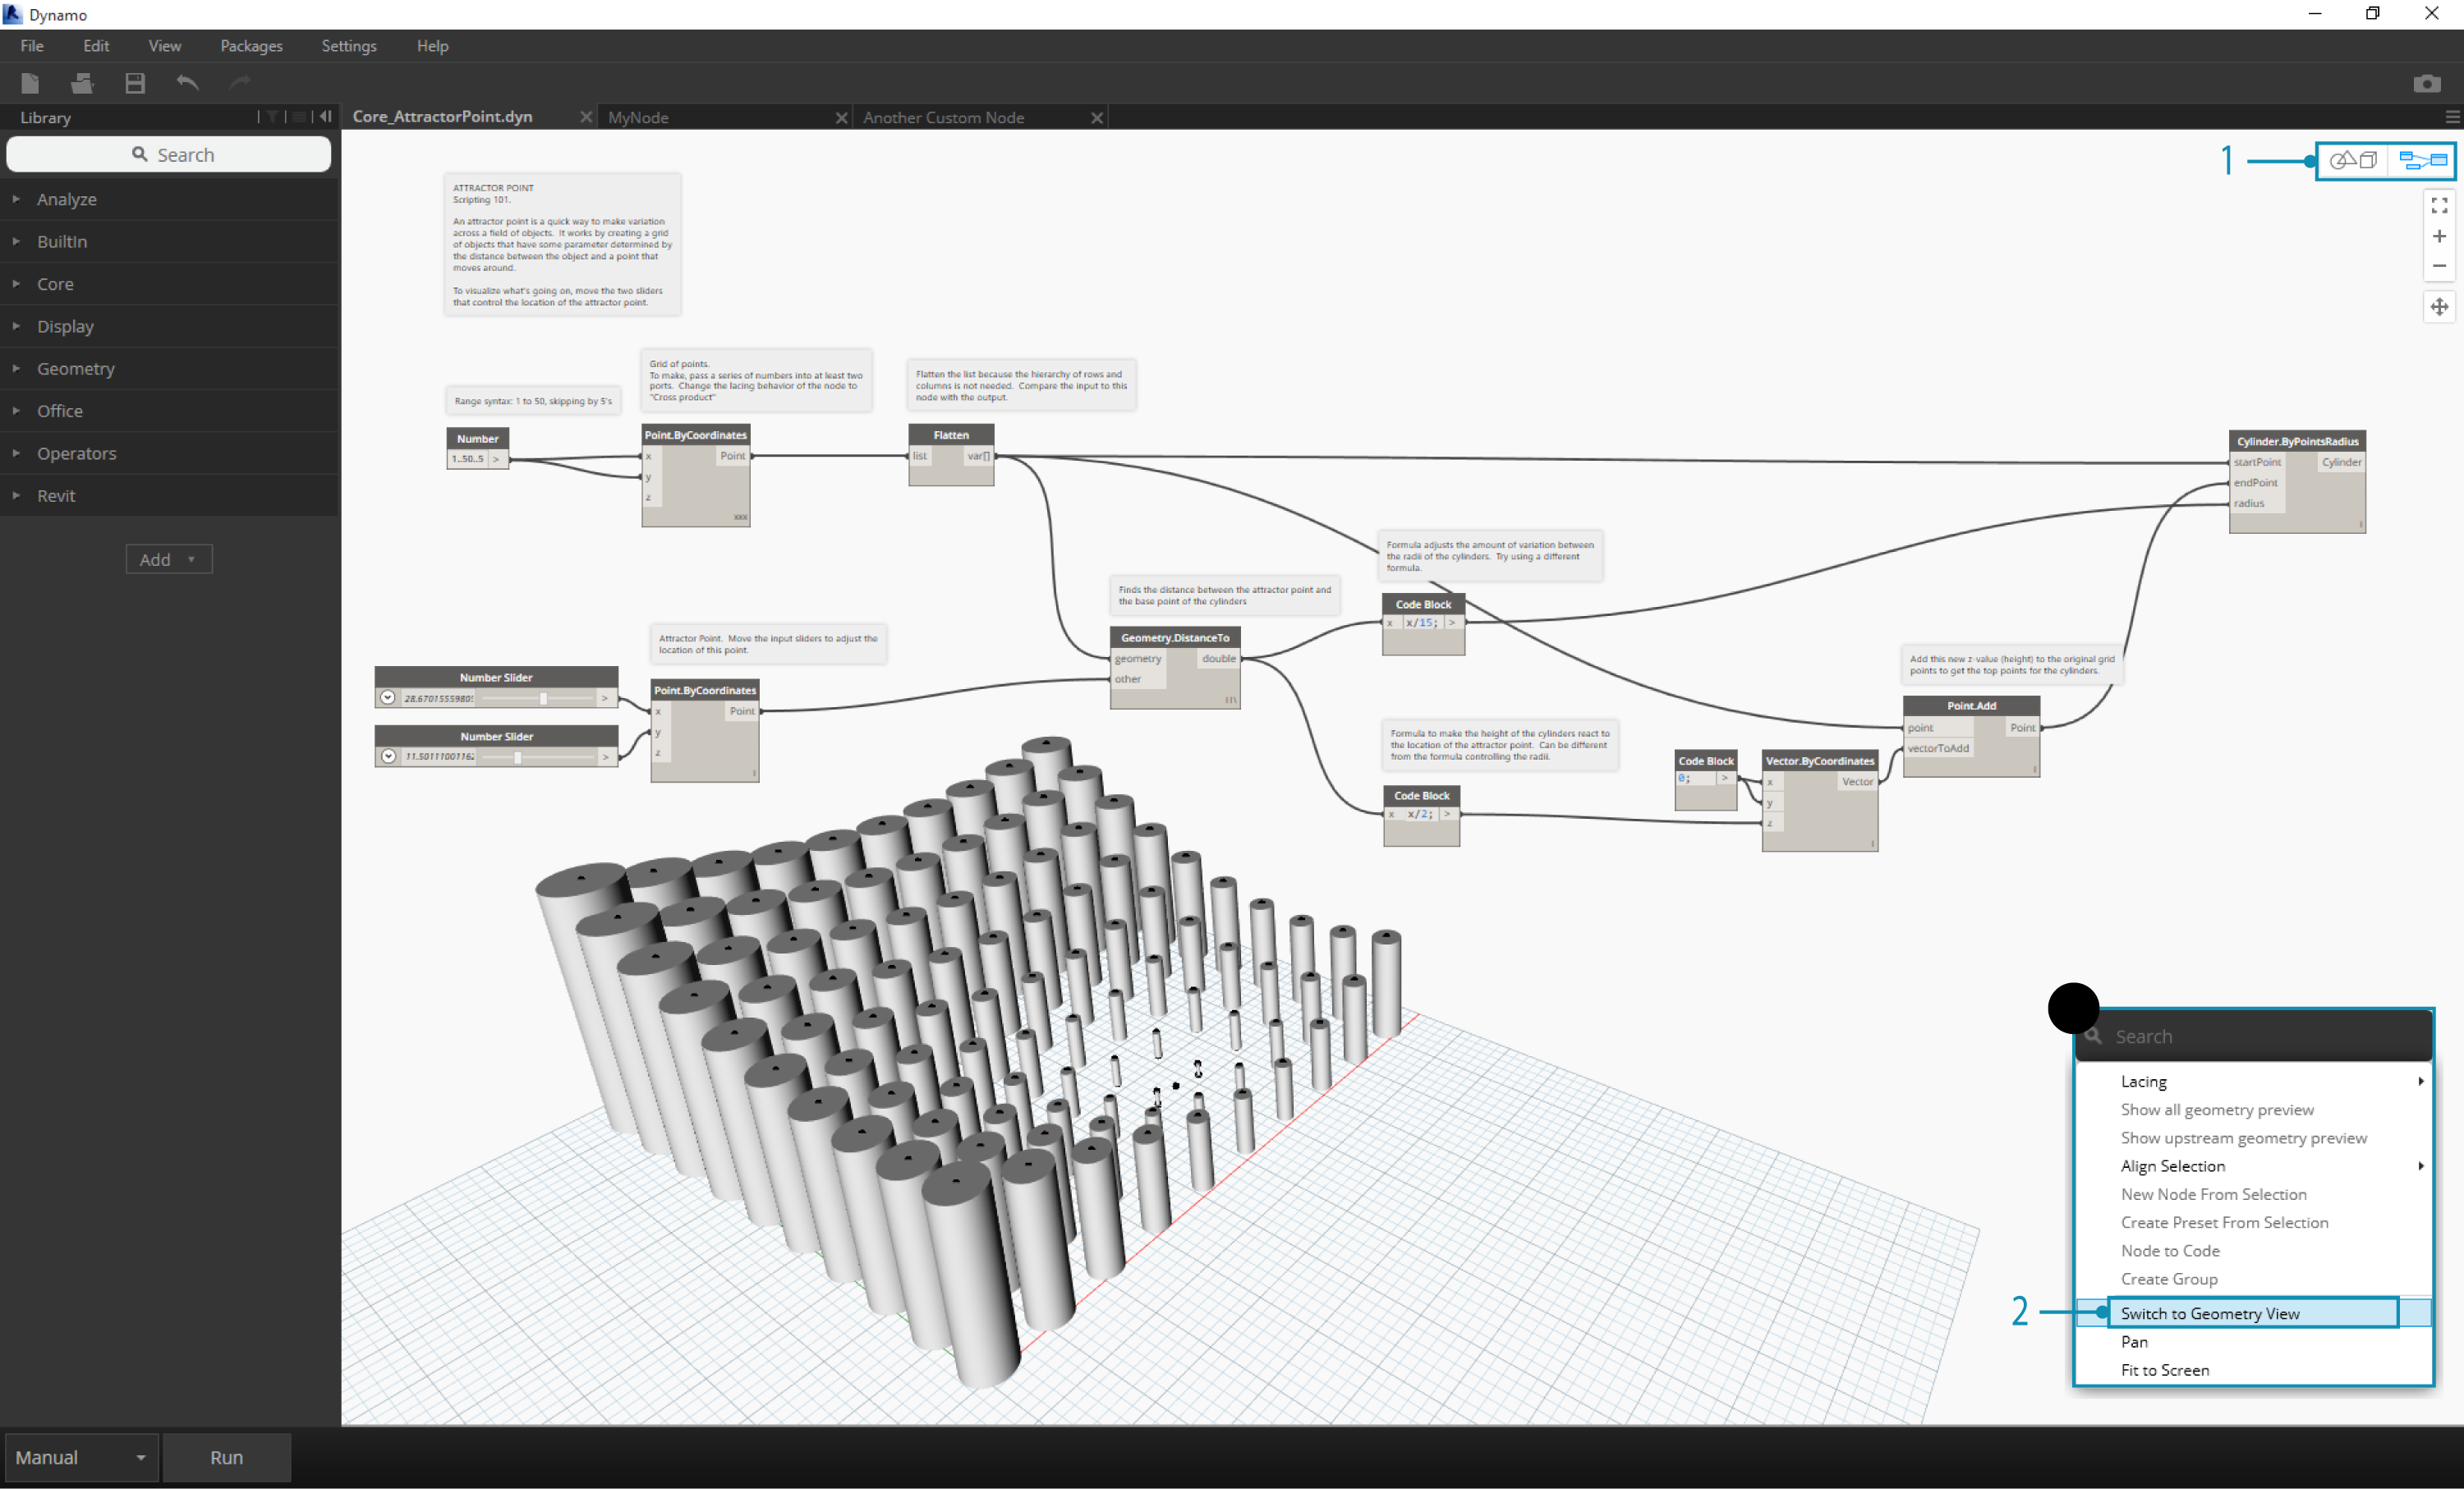 Dynamo
File Edit View Packages Settings Help
Library
Core_AttractorPoint.dyn
MyNode
Another Custom Node
Search
Analyze
BuiltIn
Core
Display
Geometry
Office
Operators
Revit
Add
1
ATTRACTOR POINT
Scripting 101.
An attractor point is a quick way to make variation
across a field of objects. It works by creating a grid
of objects that have some parameter determined by
the distance between the object and a point that
moves around.
To visualize what's going on, move the two sliders
that control the location of the attractor point.
Range syntax: 1 to 50, skipping by 5's
Grid of points.
To make, pass a series of numbers into at least two
ports. Change the lacing behavior of the node to
"Cross product"
Flatten the list because the hierarchy of rows and
columns is not needed. Compare the input to this
node with the output.
Number
1..50..5 >
Point.ByCoordinates
x Point
y
z
xxx
Flatten
list var[]
Cylinder.ByPointsRadius
startPoint Cylinder
endPoint
radius
l
Formula adjusts the amount of variation between
the radii of the cylinders. Try using a different
formula.
Finds the distance between the attractor point and
the base point of the cylinders
Code Block
x x/15; >
Attractor Point. Move the input sliders to adjust the
location of this point.
Geometry.DistanceTo
geometry double
other
Number Slider
28.6701555980 >
Number Slider
11.5011100116 >
Point.ByCoordinates
x Point
y
z
l
Add this new z-value (height) to the original grid
points to get the top points for the cylinders.
Point.Add
point Point
vectorToAdd
l
Formula to make the height of the cylinders react to
the location of the attractor point. Can be different
from the formula controlling the radii.
Code Block
x x/2; >
Code Block
0; >
Vector.ByCoordinates
x Vector
y
z
l
Search
Lacing
Show all geometry preview
Show upstream geometry preview
Align Selection
New Node From Selection
Create Preset From Selection
Node to Code
Create Group
2
Switch to Geometry View
Pan
Fit to Screen
Manual
Run